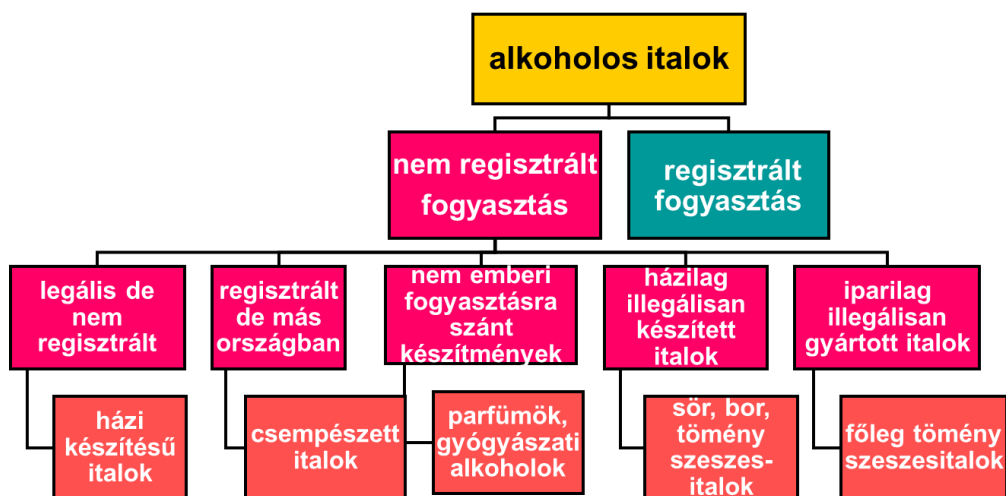 alkoholos italok
nem regisztrált
fogyasztás
regisztrált
fogyasztás
legális de
nem
regisztrált
regisztrált
de más
országban
nem emberi
fogyasztásra
szánt
készítmények
házilag
illegálisan
készített
italok
iparilag
illegálisan
gyártott italok
házi
készítésű
italok
csempészett
italok
parfümök,
gyógyászati
alkoholok
sör, bor,
tömény
szeszes-
italok
főleg tömény
szeszesitalok